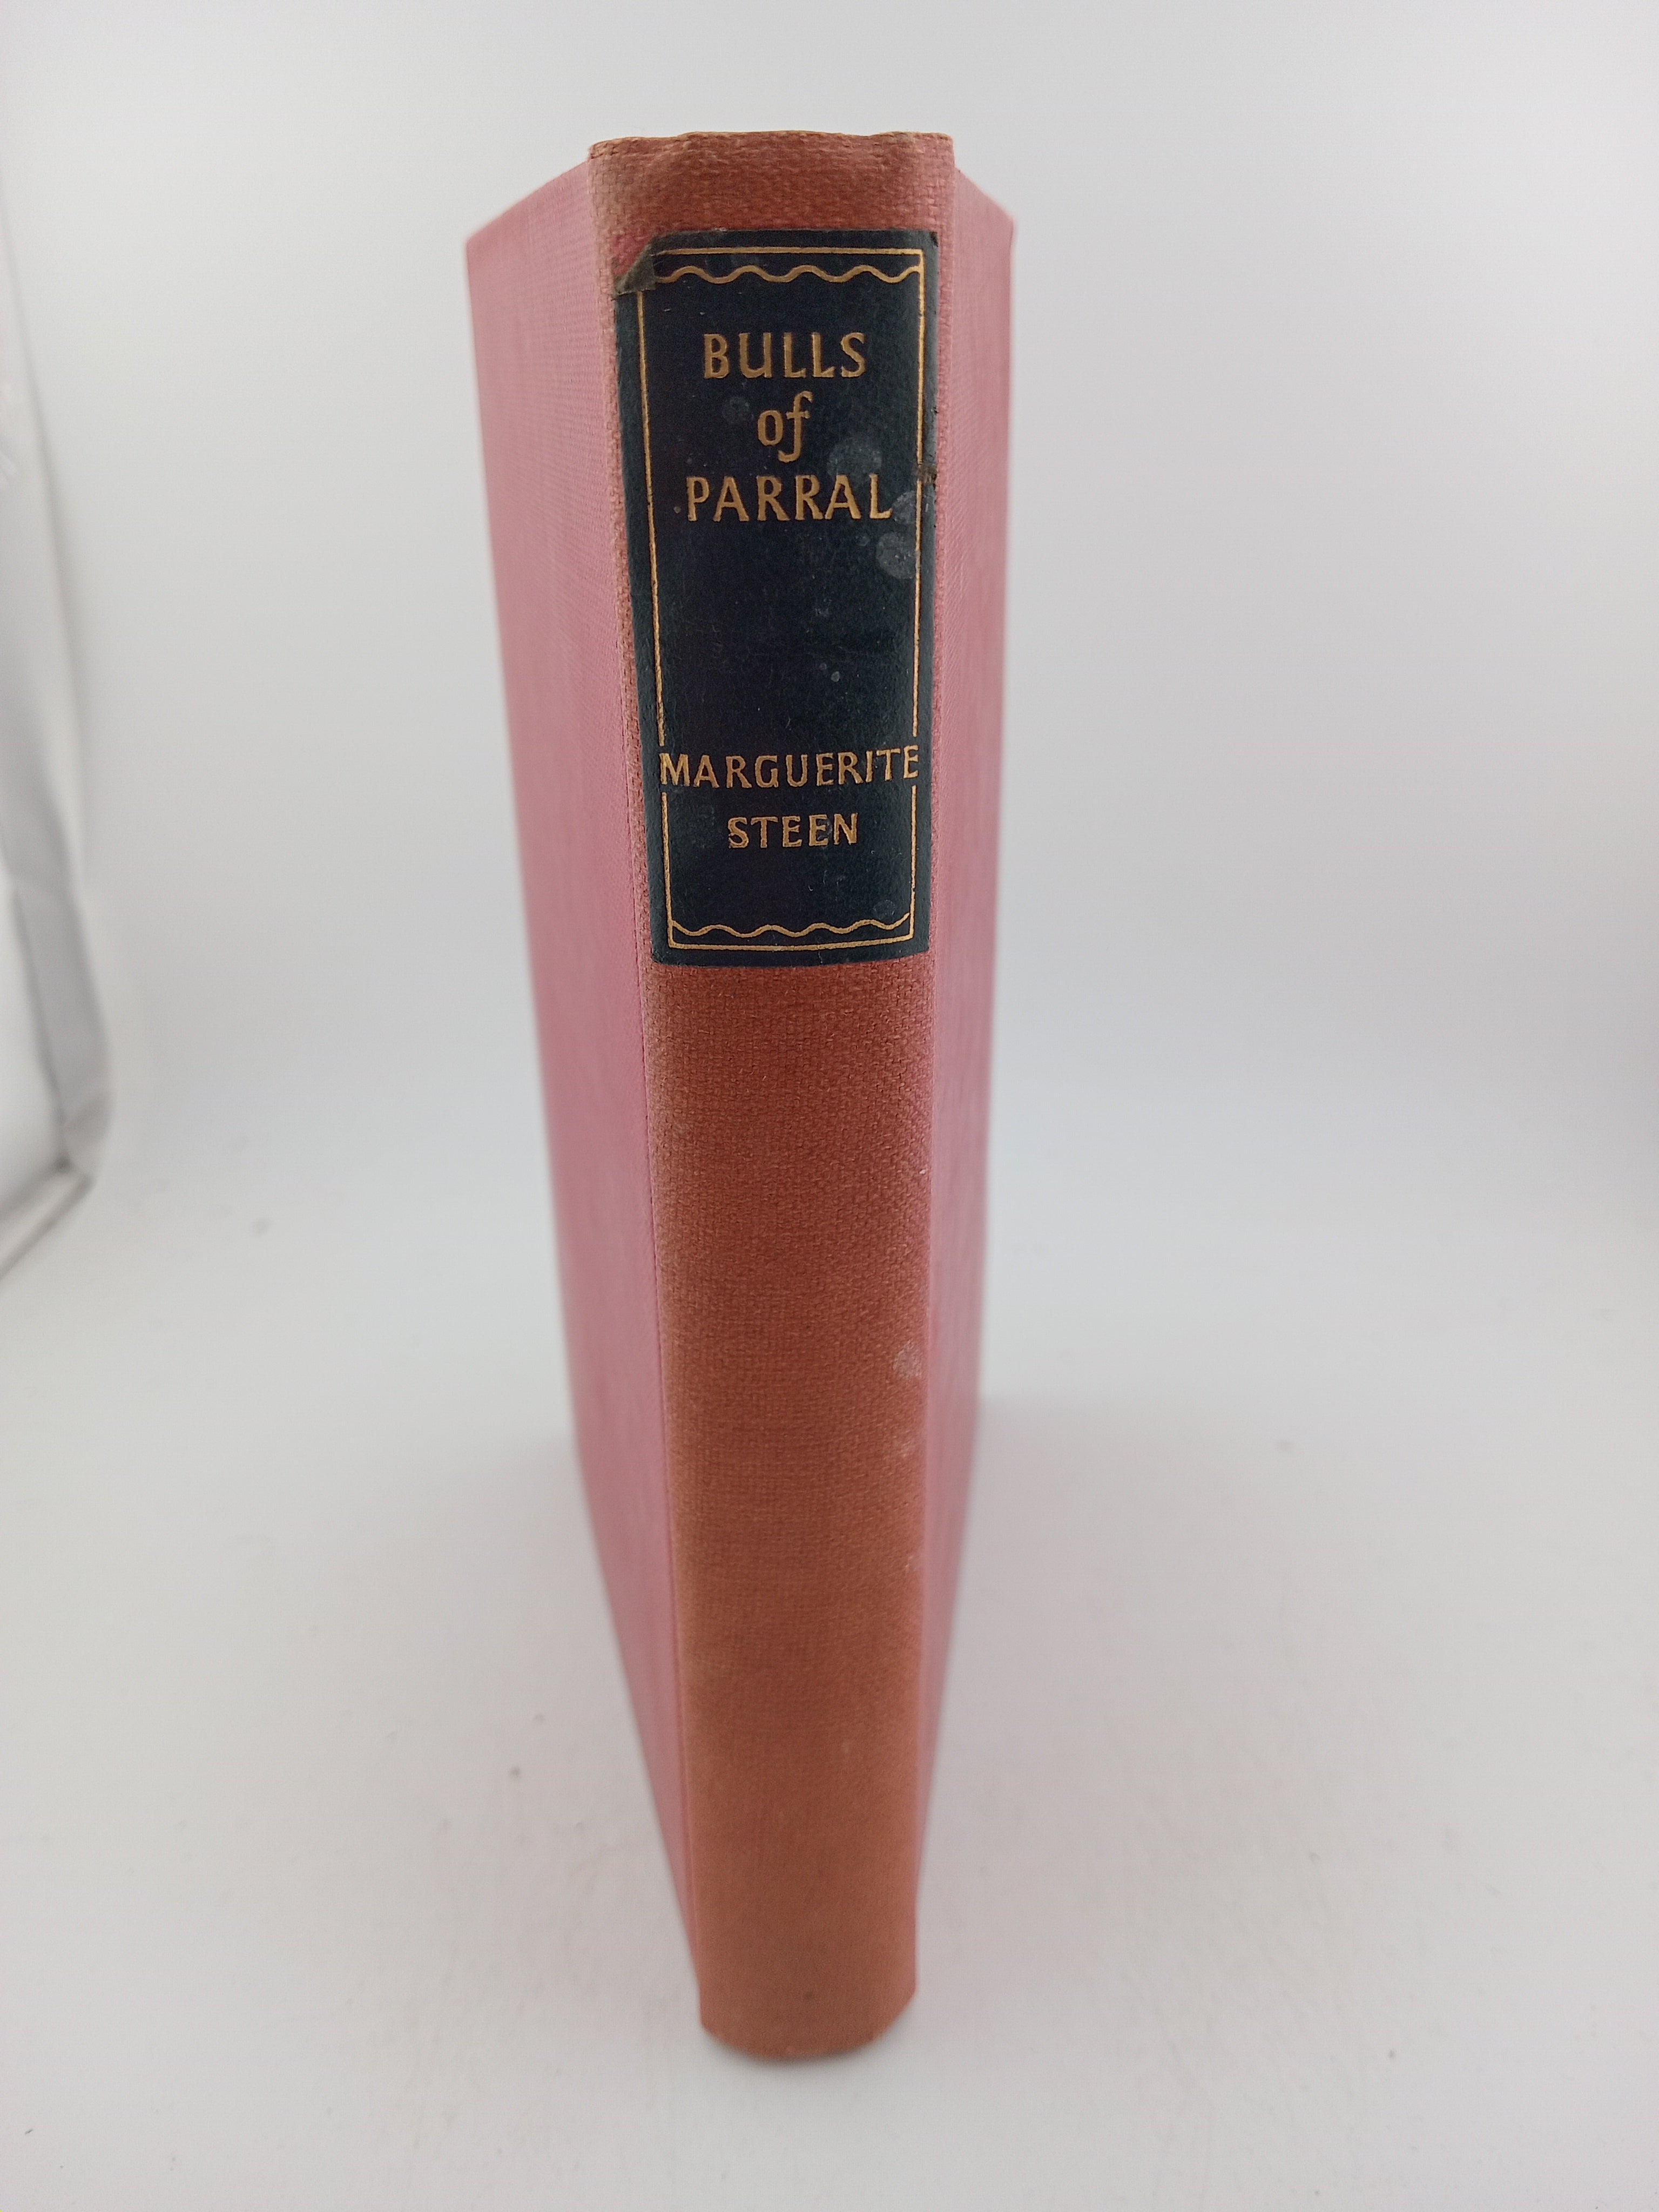 BULLS
of
PARRAL
MARGUERITE
STEEN